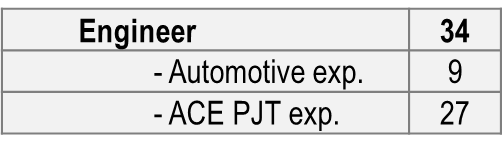 Engineer 34
- Automotive exp. 9
- ACE PJT exp. 27